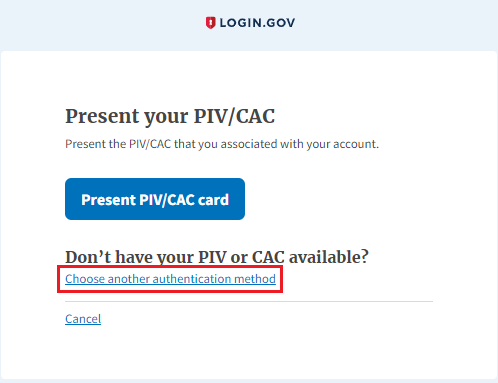 LOGIN.GOV
Present your PIV/CAC
Present the PIV/CAC that you associated with your account.
Present PIV/CAC card
Don’t have your PIV or CAC available?
Choose another authentication method
Cancel